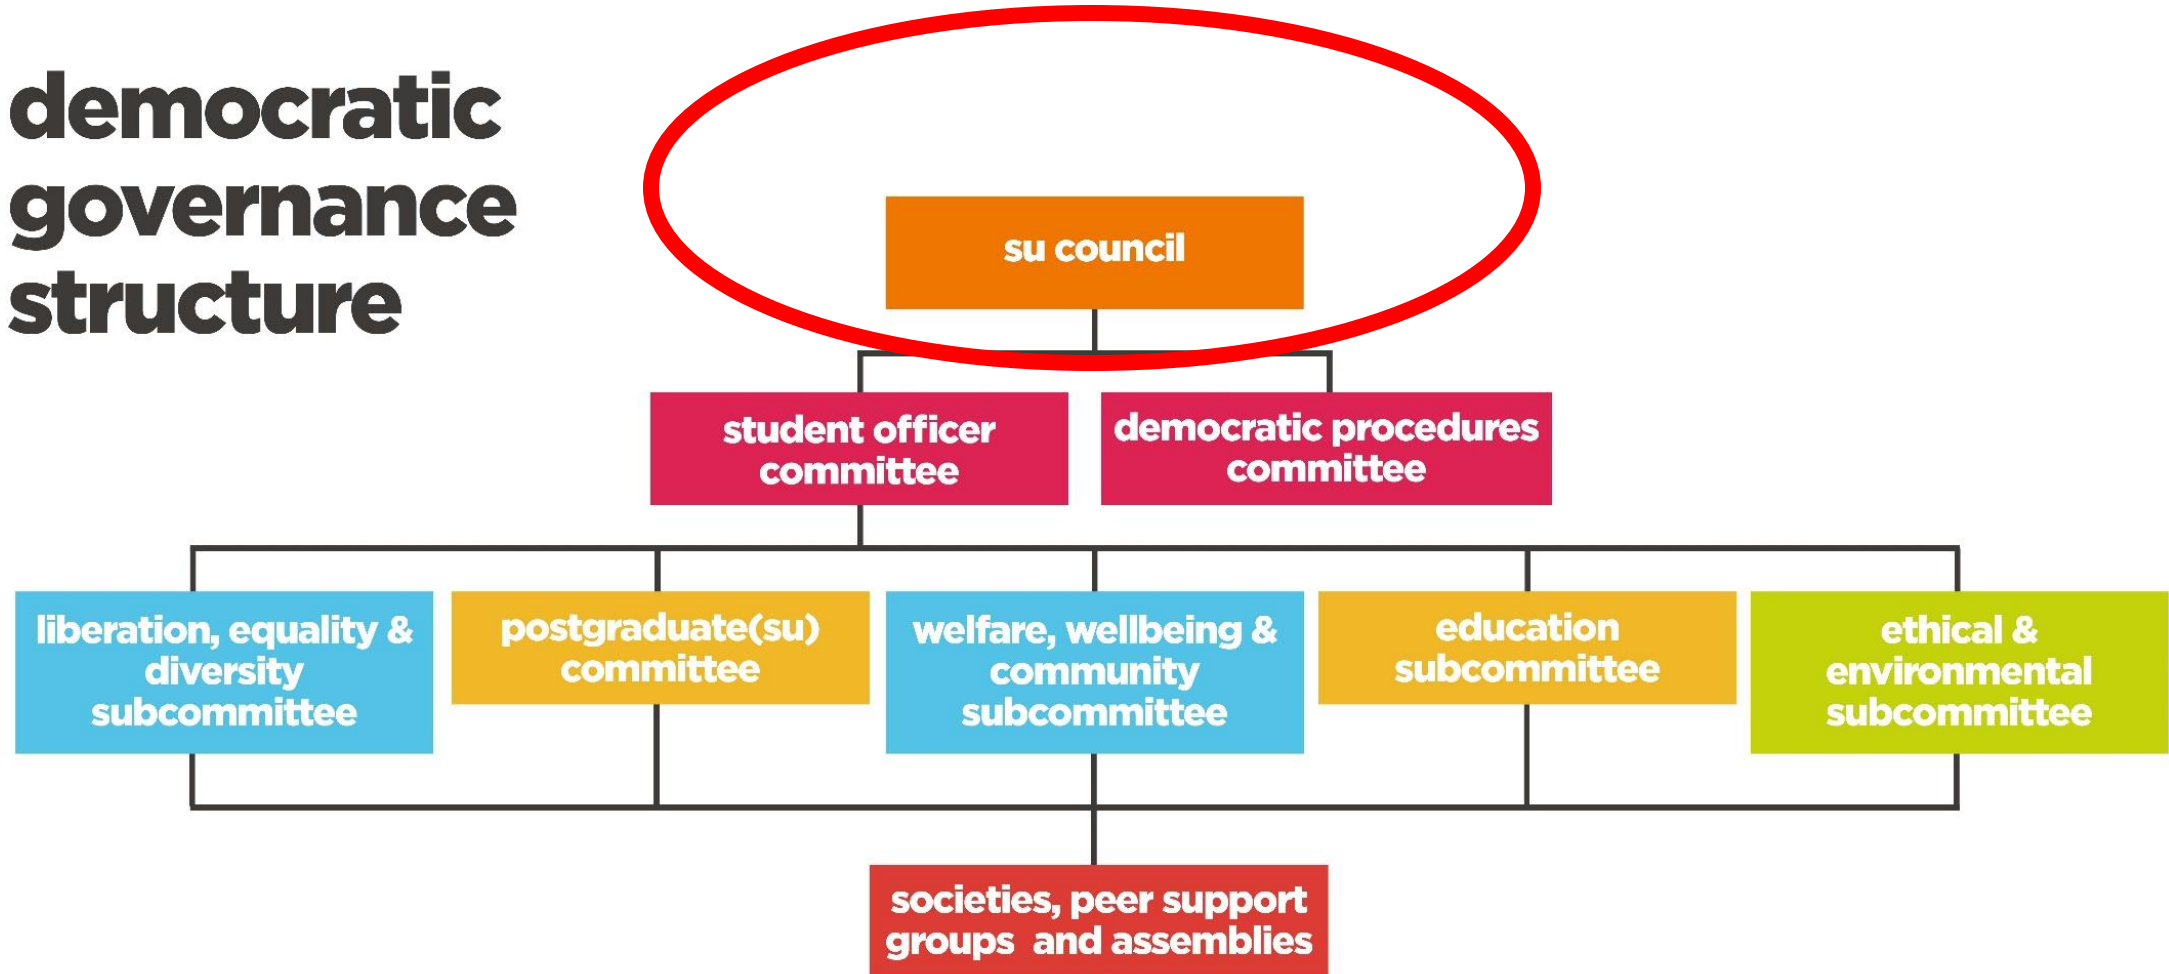 democratic
governance
structure
su council
student officer
committee
democratic procedures
committee
liberation, equality &
diversity
subcommittee
postgraduate(su)
committee
welfare, wellbeing &
community
subcommittee
education
subcommittee
ethical &
environmental
subcommittee
societies, peer support
groups and assemblies